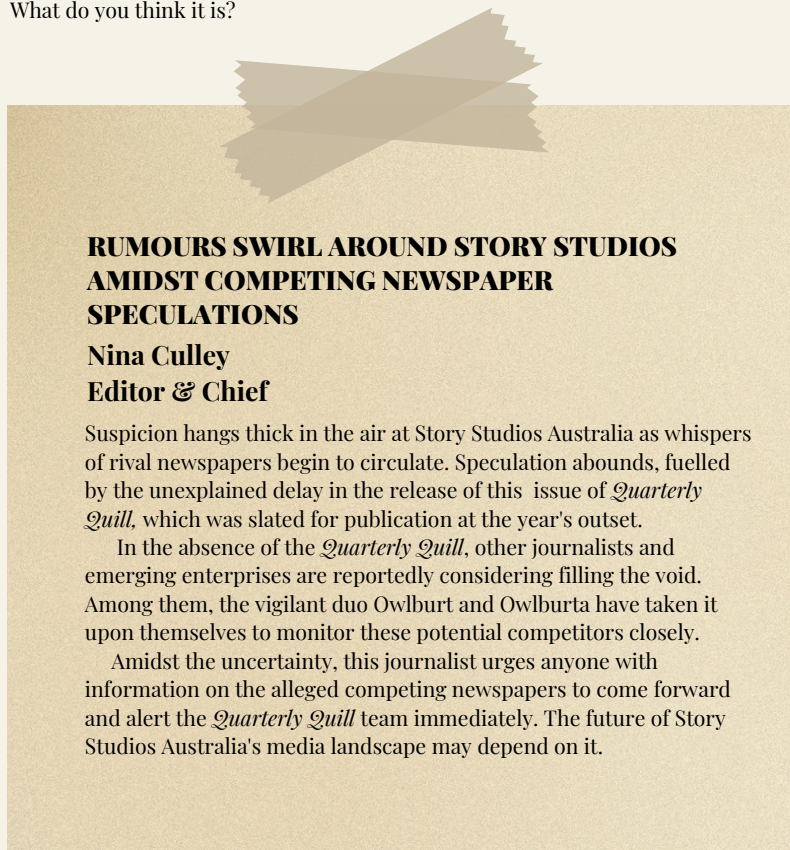 What do you think it is?
RUMOURS SWIRL AROUND STORY STUDIOS
AMIDST COMPETING NEWSPAPER
SPECULATIONS
Nina Culley
Editor & Chief
Suspicion hangs thick in the air at Story Studios Australia as whispers
of rival newspapers begin to circulate. Speculation abounds, fuelled
by the unexplained delay in the release of this  issue of Quarterly
Quill, which was slated for publication at the year's outset.
In the absence of the Quarterly Quill, other journalists and
emerging enterprises are reportedly considering filling the void.
Among them, the vigilant duo Owlburt and Owlburta have taken it
upon themselves to monitor these potential competitors closely.
Amidst the uncertainty, this journalist urges anyone with
information on the alleged competing newspapers to come forward
and alert the Quarterly Quill team immediately. The future of Story
Studios Australia's media landscape may depend on it.